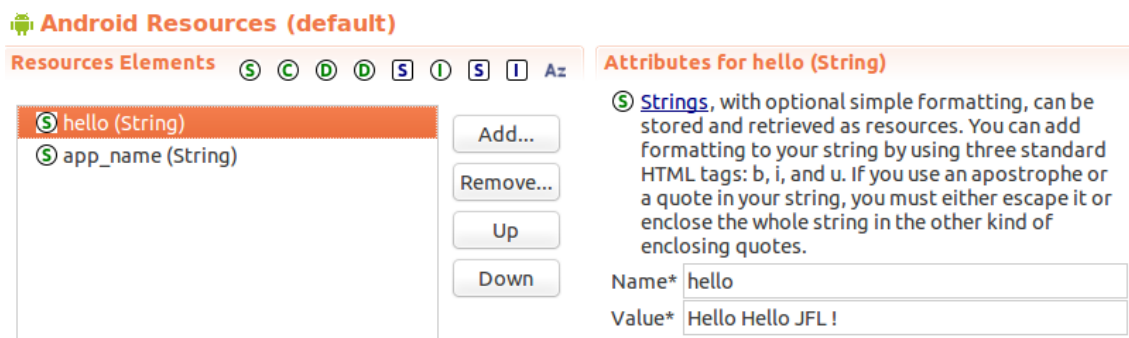 Android Resources (default)
Resources Elements S C D D S I S I Az
S hello (String)
S app_name (String)
Add...
Remove...
Up
Down
Attributes for hello (String)
S Strings, with optional simple formatting, can be
stored and retrieved as resources. You can add
formatting to your string by using three standard
HTML tags: b, i, and u. If you use an apostrophe or
a quote in your string, you must either escape it or
enclose the whole string in the other kind of
enclosing quotes.
Name* hello
Value* Hello Hello JFL !